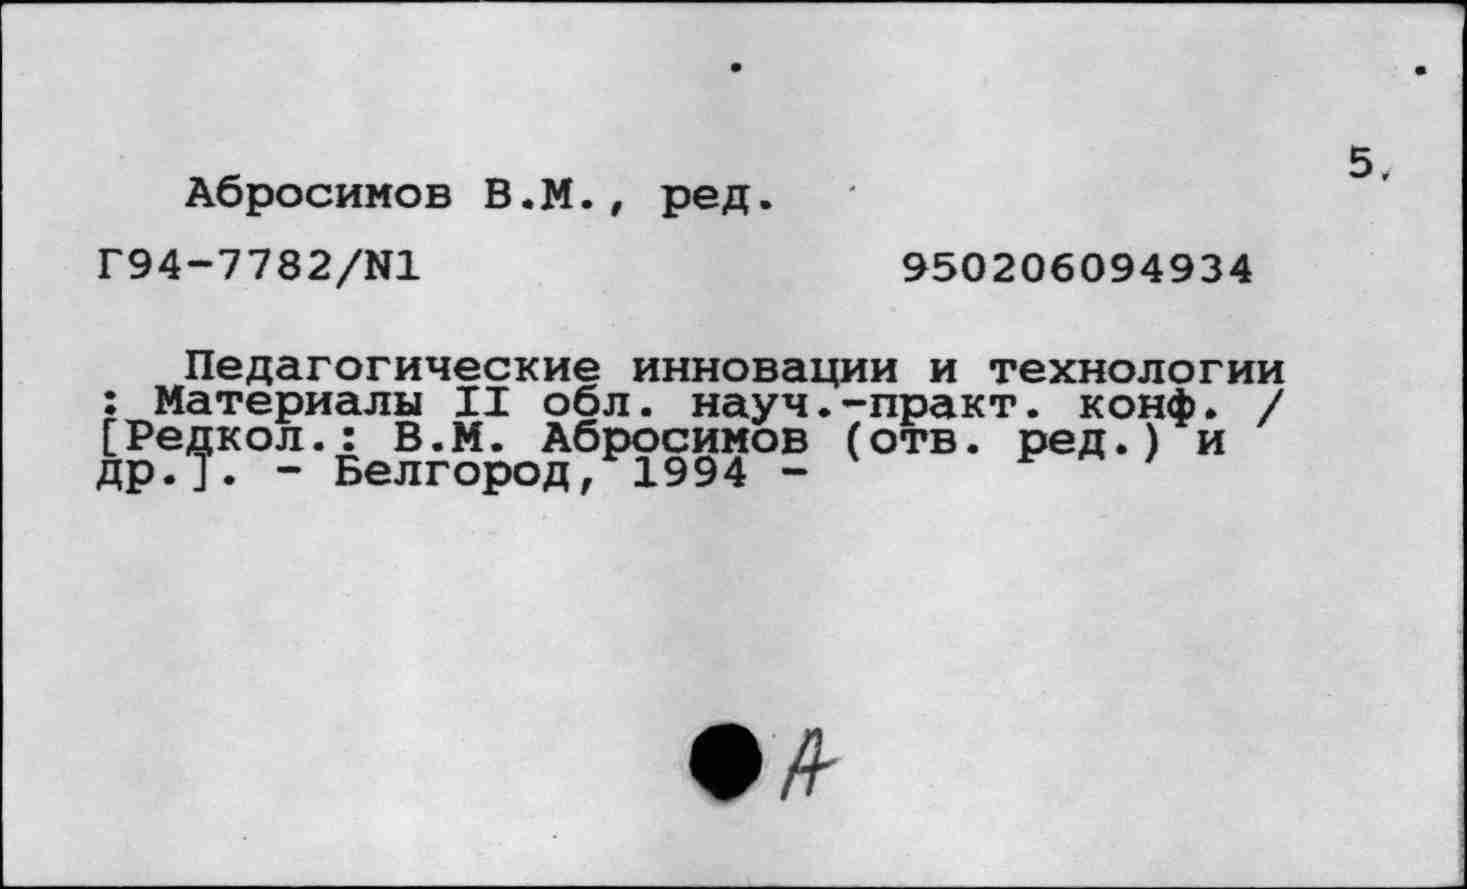 5.
Абросимов В.М., ред.
Г94-7782/N1 950206094934
Педагогические инновации и технологии
: Материалы II обл. науч.-практ. конф. /
[Редкол.: В.М. Абросимов (отв. ред.) и
др.]. - Белгород, 1994 -
А